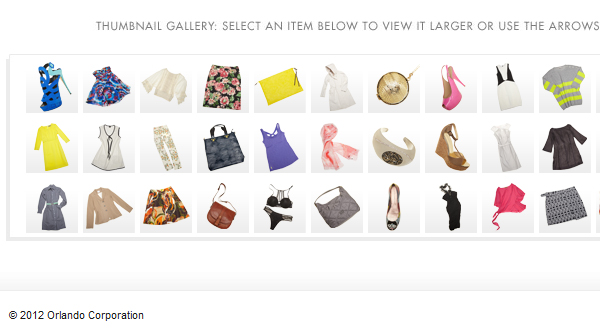 THUMBNAIL GALLERY: SELECT AN ITEM BELOW TO VIEW IT LARGER OR USE THE ARROWS
© 2012 Orlando Corporation